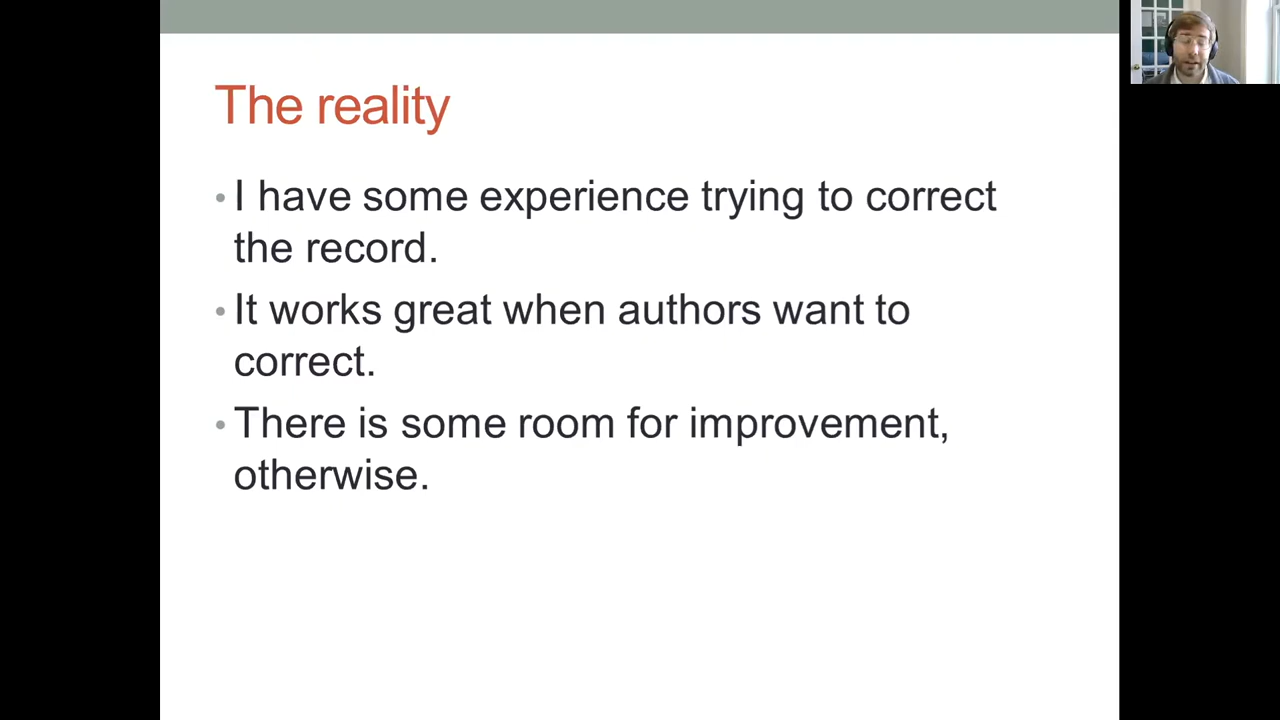 The reality
• I have some experience trying to correct
the record.
• It works great when authors want to
correct.
• There is some room for improvement,
otherwise.